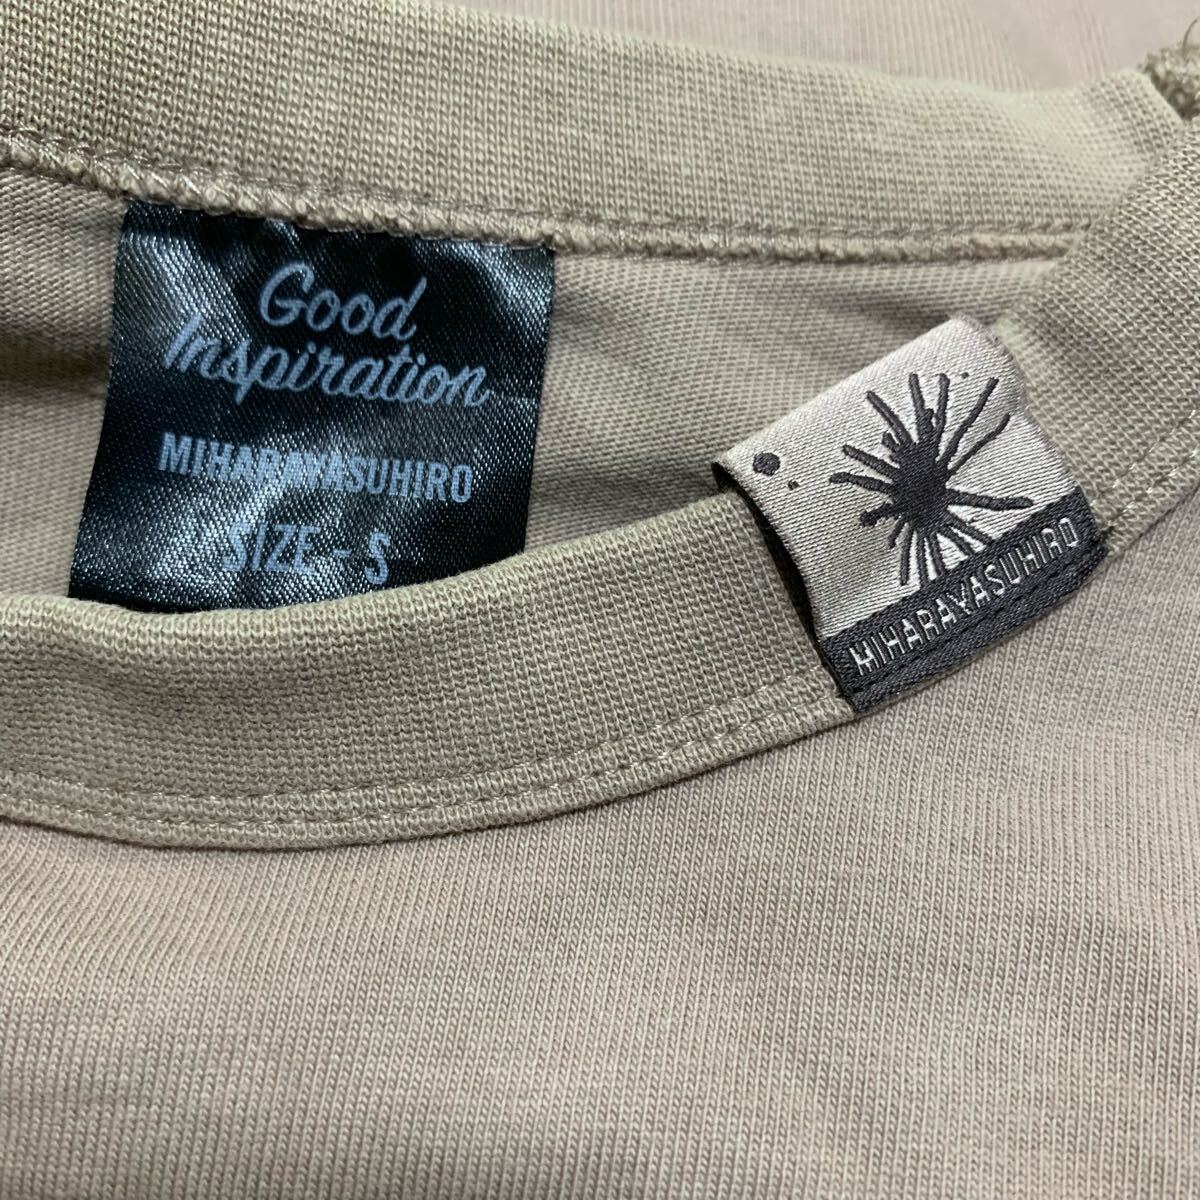 Good
Inspiration
MIHARAYASUHIRO
SIZE - S
MIHARAYASUHIRO